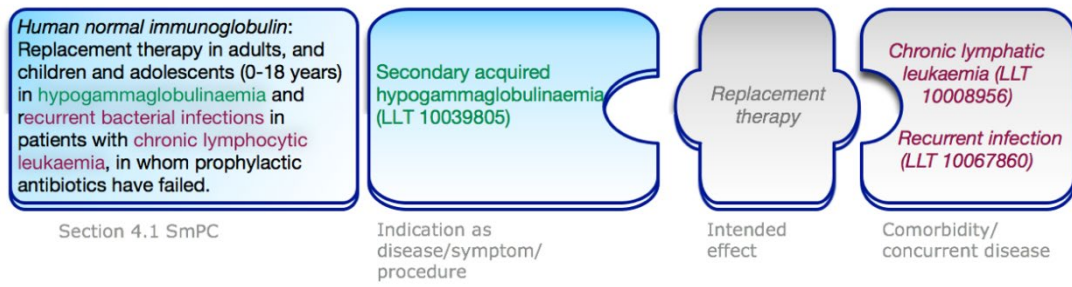 Human normal immunoglobulin:
Replacement therapy in adults, and
children and adolescents (0-18 years)
in hypogammaglobulinaemia and
recurrent bacterial infections in
patients with chronic lymphocytic
leukaemia, in whom prophylactic
antibiotics have failed.
Section 4.1 SmPC
Secondary acquired
hypogammaglobulinaemia
(LLT 10039805)
Indication as
disease/symptom/
procedure
Replacement
therapy
Intended
effect
Chronic lymphatic
leukaemia (LLT
10008956)
Recurrent infection
(LLT 10067860)
Comorbidity/
concurrent disease